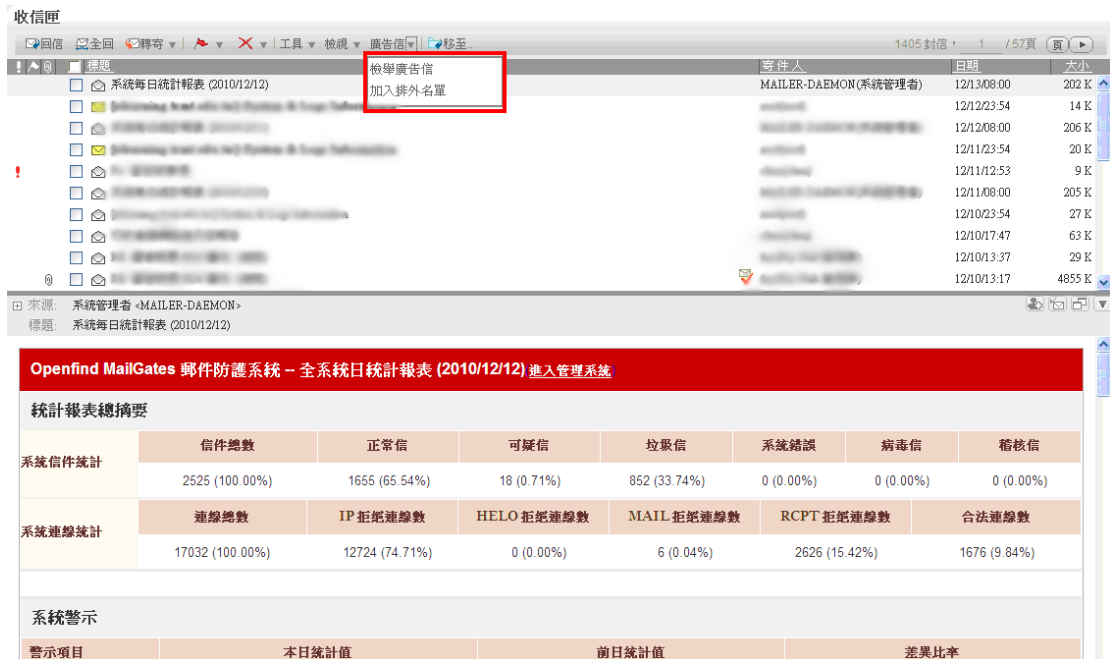 收信匣
回信 全回 轉寄 工具 檢視 廣告信 移至.. 1405 封信, 1 / 57頁 頁
標題 寄件人 日期 大小
檢舉廣告信
加入排外名單
系統每日統計報表 (2010/12/12) MAILER-DAEMON(系統管理者) 12/13/08:00 202 K
12/12/23:54 14 K
12/12/08:00 206 K
12/11/23:54 20 K
12/11/12:53 9 K
12/11/08:00 205 K
12/10/23:54 27 K
12/10/17:47 63 K
12/10/13:37 29 K
12/10/13:17 4855 K
來源: 系統管理者 <MAILER-DAEMON>
標題: 系統每日統計報表 (2010/12/12)
Openfind MailGates 郵件防護系統 -- 全系統日統計報表 (2010/12/12) 進入管理系統
統計報表總摘要
信件總數 正常信 可疑信 垃圾信 系統錯誤 病毒信 稽核信
系統信件統計
2525 (100.00%) 1655 (65.54%) 18 (0.71%) 852 (33.74%) 0 (0.00%) 0 (0.00%) 0 (0.00%)
連線總數 IP 拒絕連線數 HELO 拒絕連線數 MAIL 拒絕連線數 RCPT 拒絕連線數 合法連線數
系統連線統計
17032 (100.00%) 12724 (74.71%) 0 (0.00%) 6 (0.04%) 2626 (15.42%) 1676 (9.84%)
系統警示
警示項目 本日統計值 前日統計值 差異比率